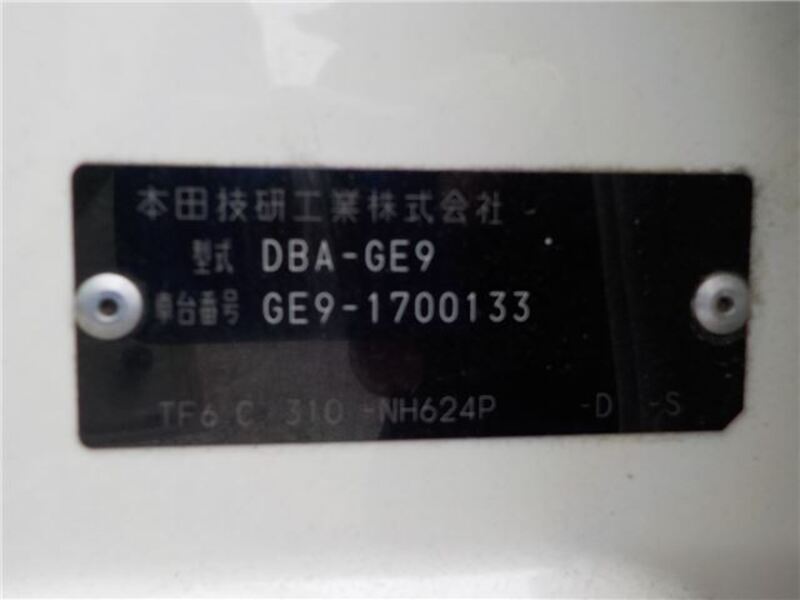 本田技研工業株式会社
型式 DBA-GE9
車台番号 GE9-1700133
TF6 C 310 -NH624P -D -S